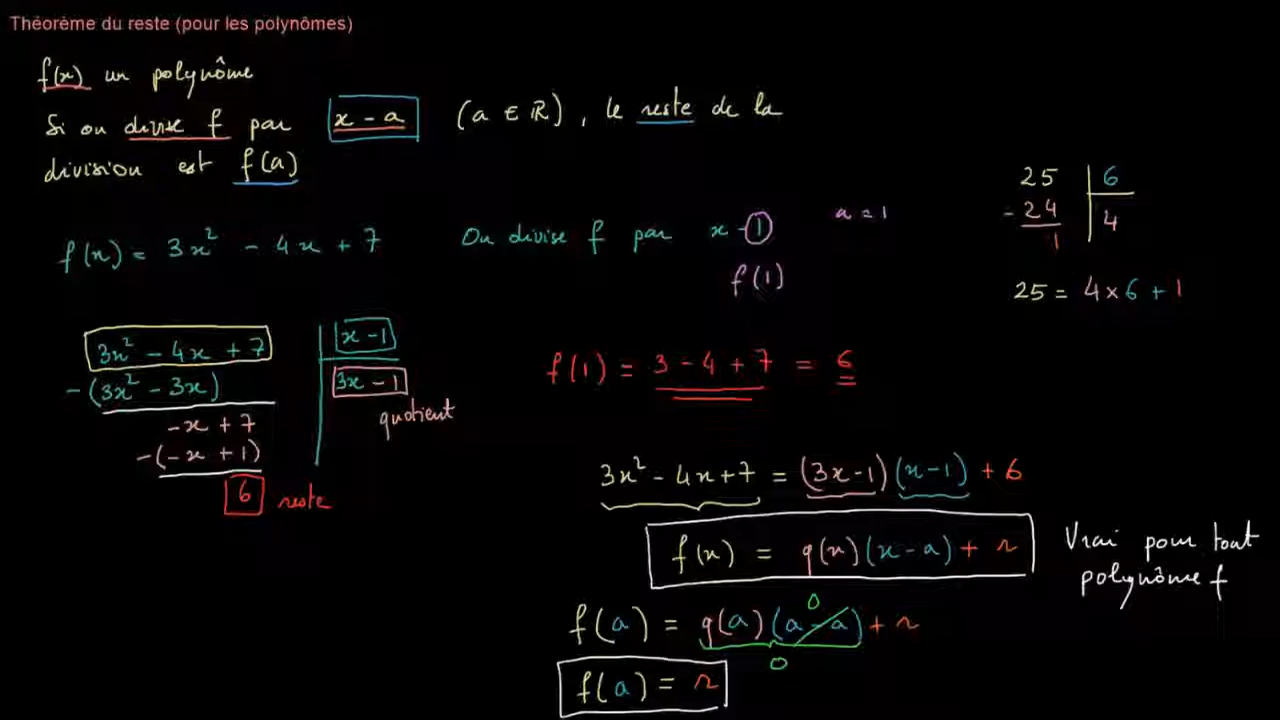 Théorème du reste (pour les polynômes)
f(x) un polynôme
Si on divise f par x - a (a ∈ ℝ), le reste de la
division est f(a)
f(x) = 3x² - 4x + 7 On divise f par x - 1 a = 1
f(1)
25 6
- 24 4
1
25 = 4 × 6 + 1
3x² - 4x + 7 x - 1
- (3x² - 3x) 3x - 1
quotient
- x + 7
- (- x + 1)
6 reste
f(1) = 3 - 4 + 7 = 6
3x² - 4x + 7 = (3x - 1)(x - 1) + 6
f(x) = q(x)(x - a) + r
Vrai pour tout
polynôme f
0
f(a) = q(a)(a - a) + r
0
f(a) = r